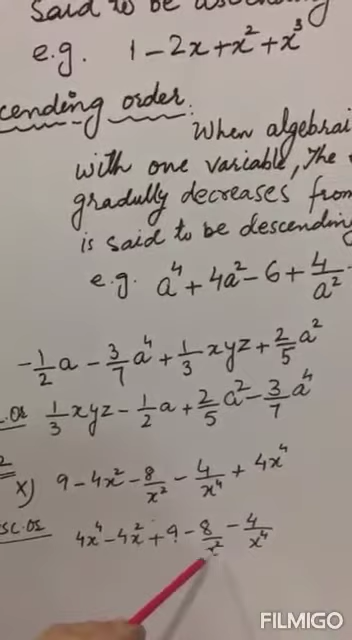 said to be ascending
e.g. 1 - 2x + x² + x³
cending order.
When algebrai
with one variable, The
gradully decreases from
is said to be descending
e.g. a⁴ + 4a² - 6 + 4/a²
-1/2 a - 3/7 a⁴ + 1/3 xyz + 2/5 a²
1/3 xyz - 1/2 a + 2/5 a² - 3/7 a⁴
x) 9 - 4x² - 8/x² - 4/x⁴ + 4x⁴
4x⁴ - 4x² + 9 - 8/x² - 4/x⁴
FILMIGO